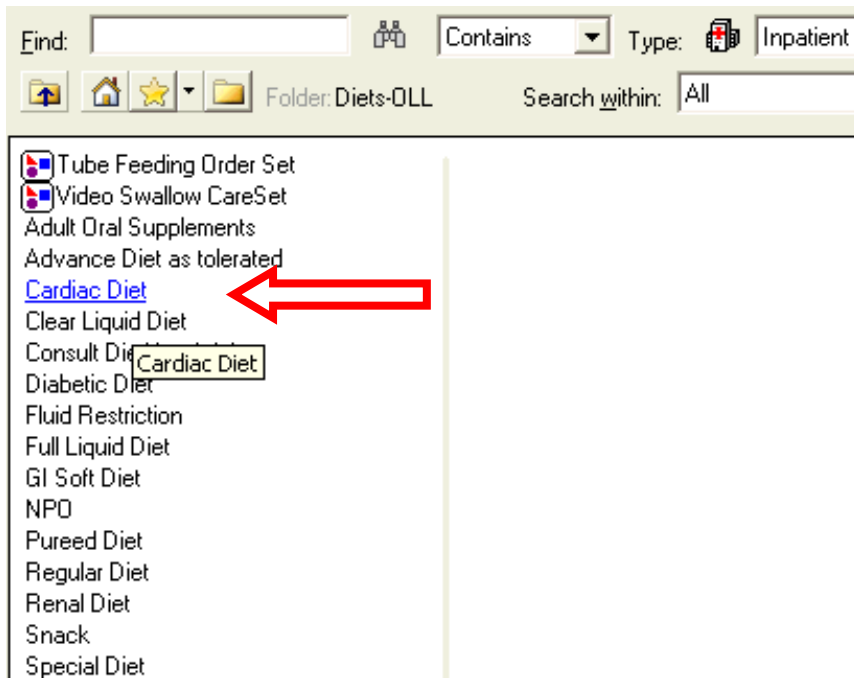 Find: Contains Type: Inpatient
Folder: Diets-OLL Search within: All
Tube Feeding Order Set
Video Swallow CareSet
Adult Oral Supplements
Advance Diet as tolerated
Cardiac Diet
Clear Liquid Diet
Consult
Cardiac Diet
Diabetic Diet
Fluid Restriction
Full Liquid Diet
GI Soft Diet
NPO
Pureed Diet
Regular Diet
Renal Diet
Snack
Special Diet